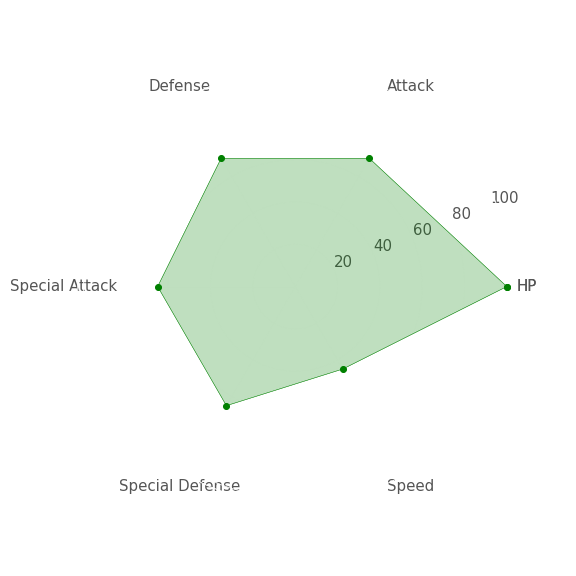 Defense
Attack
100
80
60
40
20
Special Attack
HP
Special Defense
Speed